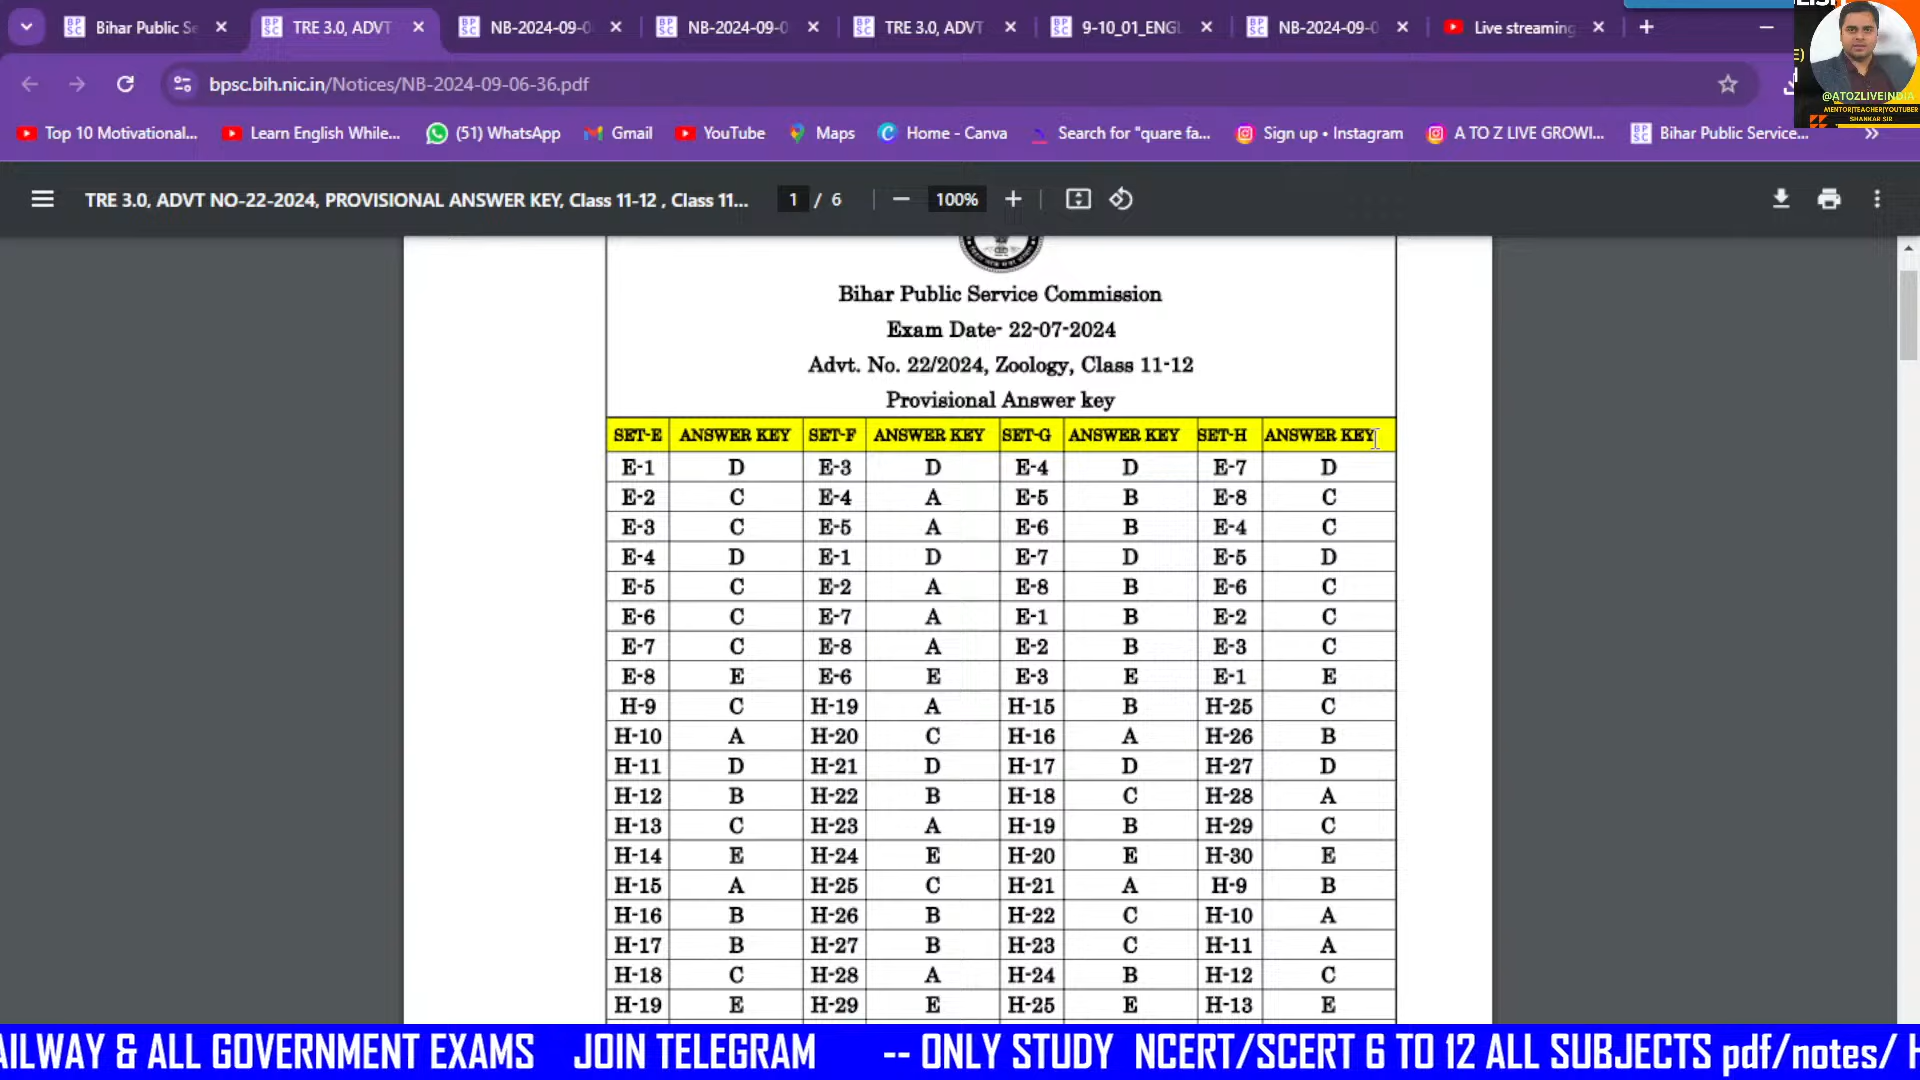 Bihar Public Se
TRE 3.0, ADVT
NB-2024-09-0
NB-2024-09-0
TRE 3.0, ADVT
9-10_01_ENGL
NB-2024-09-0
Live streaming
bpsc.bih.nic.in/Notices/NB-2024-09-06-36.pdf
@ATOZLIVEINDIA
MENTOR|TEACHER|YOUTUBER
SHANKAR SIR
Top 10 Motivational...
Learn English While...
(51) WhatsApp
Gmail
YouTube
Maps
Home - Canva
Search for "quare fa...
Sign up • Instagram
A TO Z LIVE GROWI...
Bihar Public Service...
TRE 3.0, ADVT NO-22-2024, PROVISIONAL ANSWER KEY, Class 11-12 , Class 11...
1 / 6
100%
Bihar Public Service Commission
Exam Date- 22-07-2024
Advt. No. 22/2024, Zoology, Class 11-12
Provisional Answer key
SET-E ANSWER KEY SET-F ANSWER KEY SET-G ANSWER KEY SET-H ANSWER KEY
E-1 D E-3 D E-4 D E-7 D
E-2 C E-4 A E-5 B E-8 C
E-3 C E-5 A E-6 B E-4 C
E-4 D E-1 D E-7 D E-5 D
E-5 C E-2 A E-8 B E-6 C
E-6 C E-7 A E-1 B E-2 C
E-7 C E-8 A E-2 B E-3 C
E-8 E E-6 E E-3 E E-1 E
H-9 C H-19 A H-15 B H-25 C
H-10 A H-20 C H-16 A H-26 B
H-11 D H-21 D H-17 D H-27 D
H-12 B H-22 B H-18 C H-28 A
H-13 C H-23 A H-19 B H-29 C
H-14 E H-24 E H-20 E H-30 E
H-15 A H-25 C H-21 A H-9 B
H-16 B H-26 B H-22 C H-10 A
H-17 B H-27 B H-23 C H-11 A
H-18 C H-28 A H-24 B H-12 C
H-19 E H-29 E H-25 E H-13 E
AILWAY & ALL GOVERNMENT EXAMS JOIN TELEGRAM -- ONLY STUDY NCERT/SCERT 6 TO 12 ALL SUBJECTS pdf/notes/ H